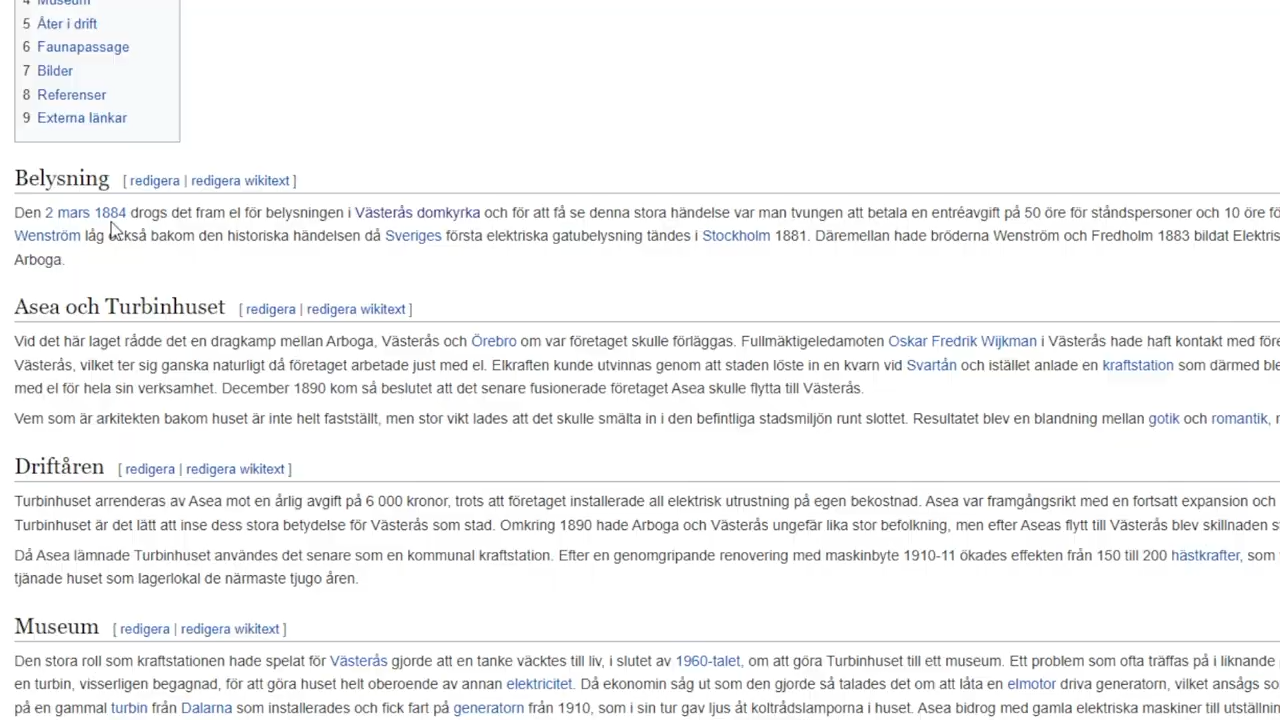 4 Museum
5 Åter i drift
6 Faunapassage
7 Bilder
8 Referenser
9 Externa länkar
Belysning [ redigera | redigera wikitext ]
Den 2 mars 1884 drogs det fram el för belysningen i Västerås domkyrka och för att få se denna stora händelse var man tvungen att betala en entréavgift på 50 öre för ståndspersoner och 10 öre
Wenström låg också bakom den historiska händelsen då Sveriges första elektriska gatubelysning tändes i Stockholm 1881. Däremellan hade bröderna Wenström och Fredholm 1883 bildat
Arboga.
Asea och Turbinhuset [ redigera | redigera wikitext ]
Vid det här laget rådde det en dragkamp mellan Arboga, Västerås och Örebro om var företaget skulle förläggas. Fullmäktigeledamoten Oskar Fredrik Wijkman i Västerås hade haft kontakt med
Västerås, vilket ter sig ganska naturligt då företaget arbetade just med el. Elkraften kunde utvinnas genom att staden löste in en kvarn vid Svartån och istället anlade en kraftstation som därmed
med el för hela sin verksamhet. December 1890 kom så beslutet att det senare fusionerade företaget Asea skulle flytta till Västerås.
Vem som är arkitekten bakom huset är inte helt fastställt, men stor vikt lades att det skulle smälta in i den befintliga stadsmiljön runt slottet. Resultatet blev en blandning mellan gotik och romantik,
Driftåren [ redigera | redigera wikitext ]
Turbinhuset arrenderas av Asea mot en årlig avgift på 6 000 kronor, trots att företaget installerade all elektrisk utrustning på egen bekostnad. Asea var framgångsrikt med en fortsatt expansion och
Turbinhuset är det lätt att inse dess stora betydelse för Västerås som stad. Omkring 1890 hade Arboga och Västerås ungefär lika stor befolkning, men efter Aseas flytt till Västerås blev skillnaden
Då Asea lämnade Turbinhuset användes det senare som en kommunal kraftstation. Efter en genomgripande renovering med maskinbyte 1910-11 ökades effekten från 150 till 200 hästkrafter, som
tjänade huset som lagerlokal de närmaste tjugo åren.
Museum [ redigera | redigera wikitext ]
Den stora roll som kraftstationen hade spelat för Västerås gjorde att en tanke väcktes till liv, i slutet av 1960-talet, om att göra Turbinhuset till ett museum. Ett problem som ofta träffas på i liknande
en turbin, visserligen begagnad, för att göra huset helt oberoende av annan elektricitet. Då ekonomin såg ut som den gjorde så talades det om att låta en elmotor driva generatorn, vilket ansågs
på en gammal turbin från Dalarna som installerades och fick fart på generatorn från 1910, som i sin tur gav ljus åt koltrådslamporna i huset. Asea bidrog med gamla elektriska maskiner till